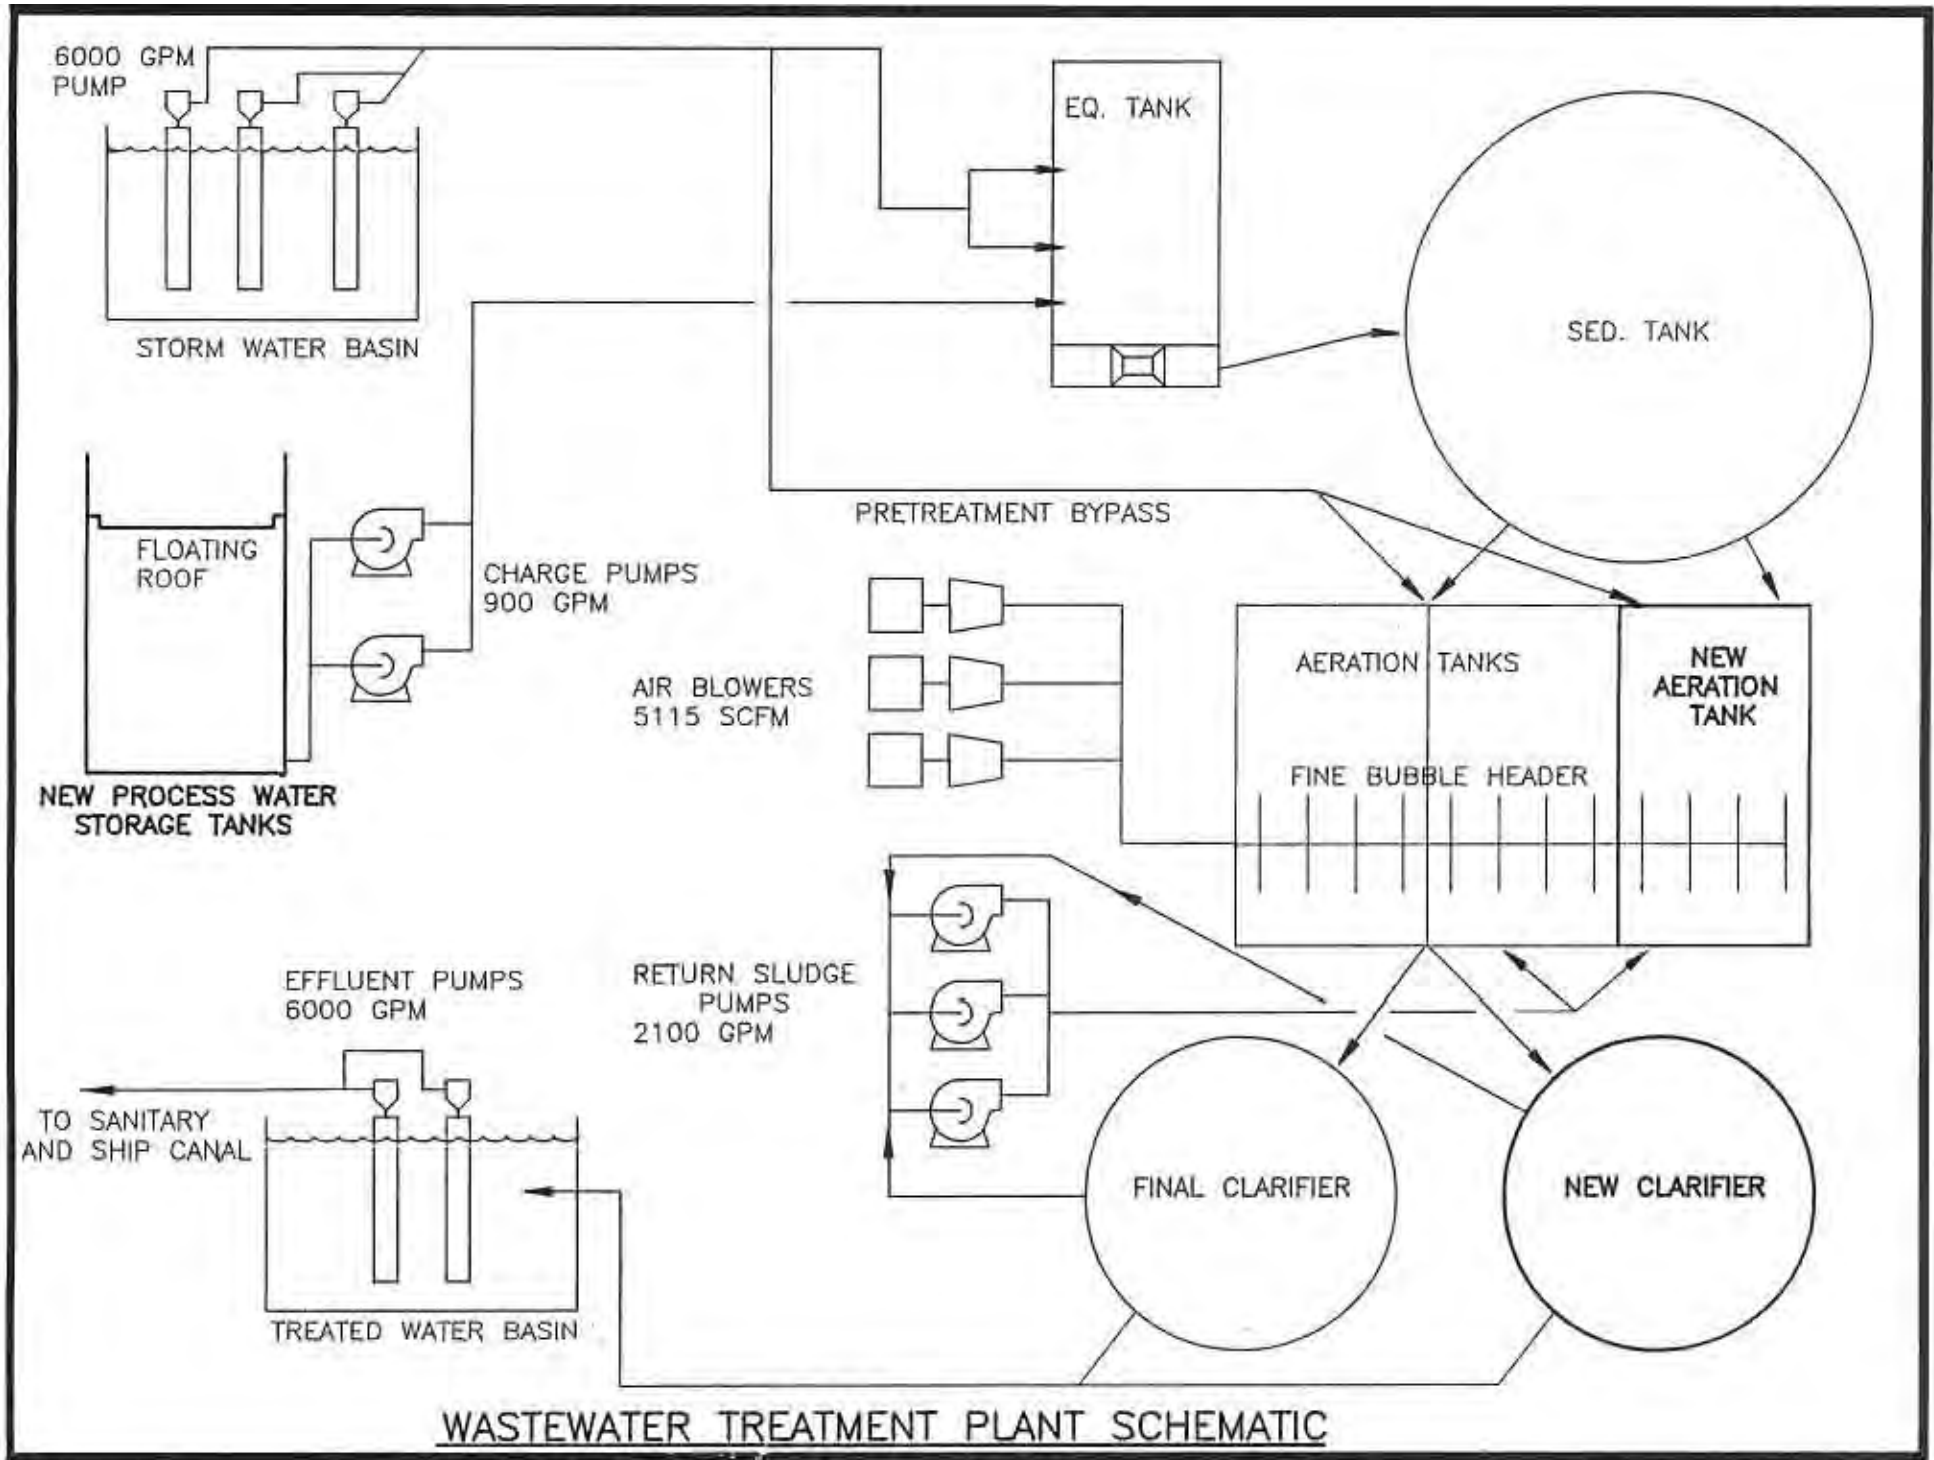 6000 GPM
PUMP
EQ. TANK
SED. TANK
STORM WATER BASIN
PRETREATMENT BYPASS
FLOATING
ROOF
CHARGE PUMPS
900 GPM
NEW PROCESS WATER
STORAGE TANKS
AIR BLOWERS
5115 SCFM
AERATION TANKS
NEW
AERATION
TANK
FINE BUBBLE HEADER
EFFLUENT PUMPS
6000 GPM
RETURN SLUDGE
PUMPS
2100 GPM
TO SANITARY
AND SHIP CANAL
FINAL CLARIFIER
NEW CLARIFIER
TREATED WATER BASIN
WASTEWATER TREATMENT PLANT SCHEMATIC